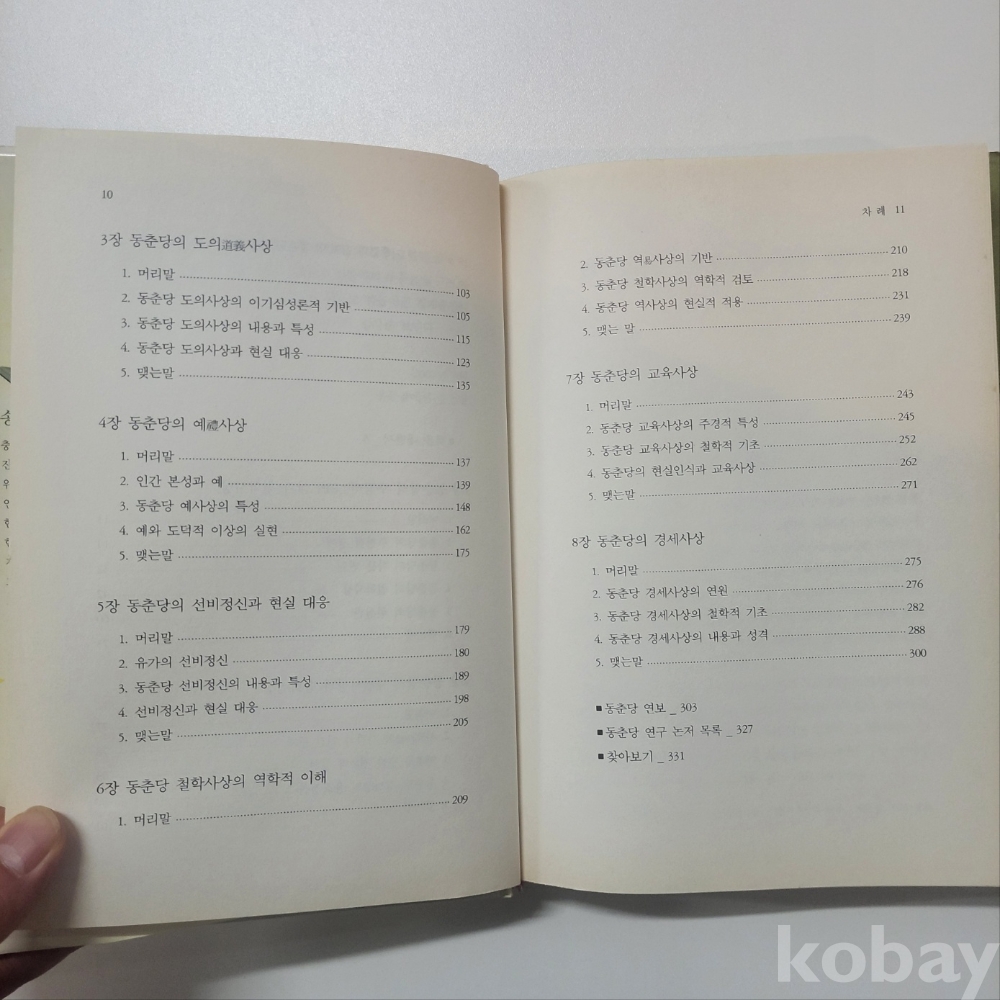 10
3장 동춘당의 도의道義사상
1. 머리말 103
2. 동춘당 도의사상의 이기심성론적 기반 105
3. 동춘당 도의사상의 내용과 특성 115
4. 동춘당 도의사상과 현실 대응 123
5. 맺는말 135
4장 동춘당의 예禮사상
1. 머리말 137
2. 인간 본성과 예 139
3. 동춘당 예사상의 특성 148
4. 예와 도덕적 이상의 실현 162
5. 맺는말 175
5장 동춘당의 선비정신과 현실 대응
1. 머리말 179
2. 유가의 선비정신 180
3. 동춘당 선비정신의 내용과 특성 189
4. 선비정신과 현실 대응 198
5. 맺는말 205
6장 동춘당 철학사상의 역학적 이해
1. 머리말 209
차례 11
2. 동춘당 역易사상의 기반 210
3. 동춘당 철학사상의 역학적 검토 218
4. 동춘당 역사상의 현실적 적용 231
5. 맺는 말 239
7장 동춘당의 교육사상
1. 머리말 243
2. 동춘당 교육사상의 주경적 특성 245
3. 동춘당 교육사상의 철학적 기초 252
4. 동춘당의 현실인식과 교육사상 262
5. 맺는말 271
8장 동춘당의 경세사상
1. 머리말 275
2. 동춘당 경세사상의 연원 276
3. 동춘당 경세사상의 철학적 기초 282
4. 동춘당 경세사상의 내용과 성격 288
5. 맺는말 300
■동춘당 연보 _ 303
■동춘당 연구 논저 목록 _ 327
■찾아보기 _ 331
kobay